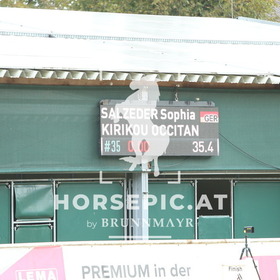 SALZEDER Sophia
GER
KIRIKOU OCCITAN
#35 35.4
HORSEPIC.AT
by BRUNNMAYR
LEMA
PREMIUM in der
Finish